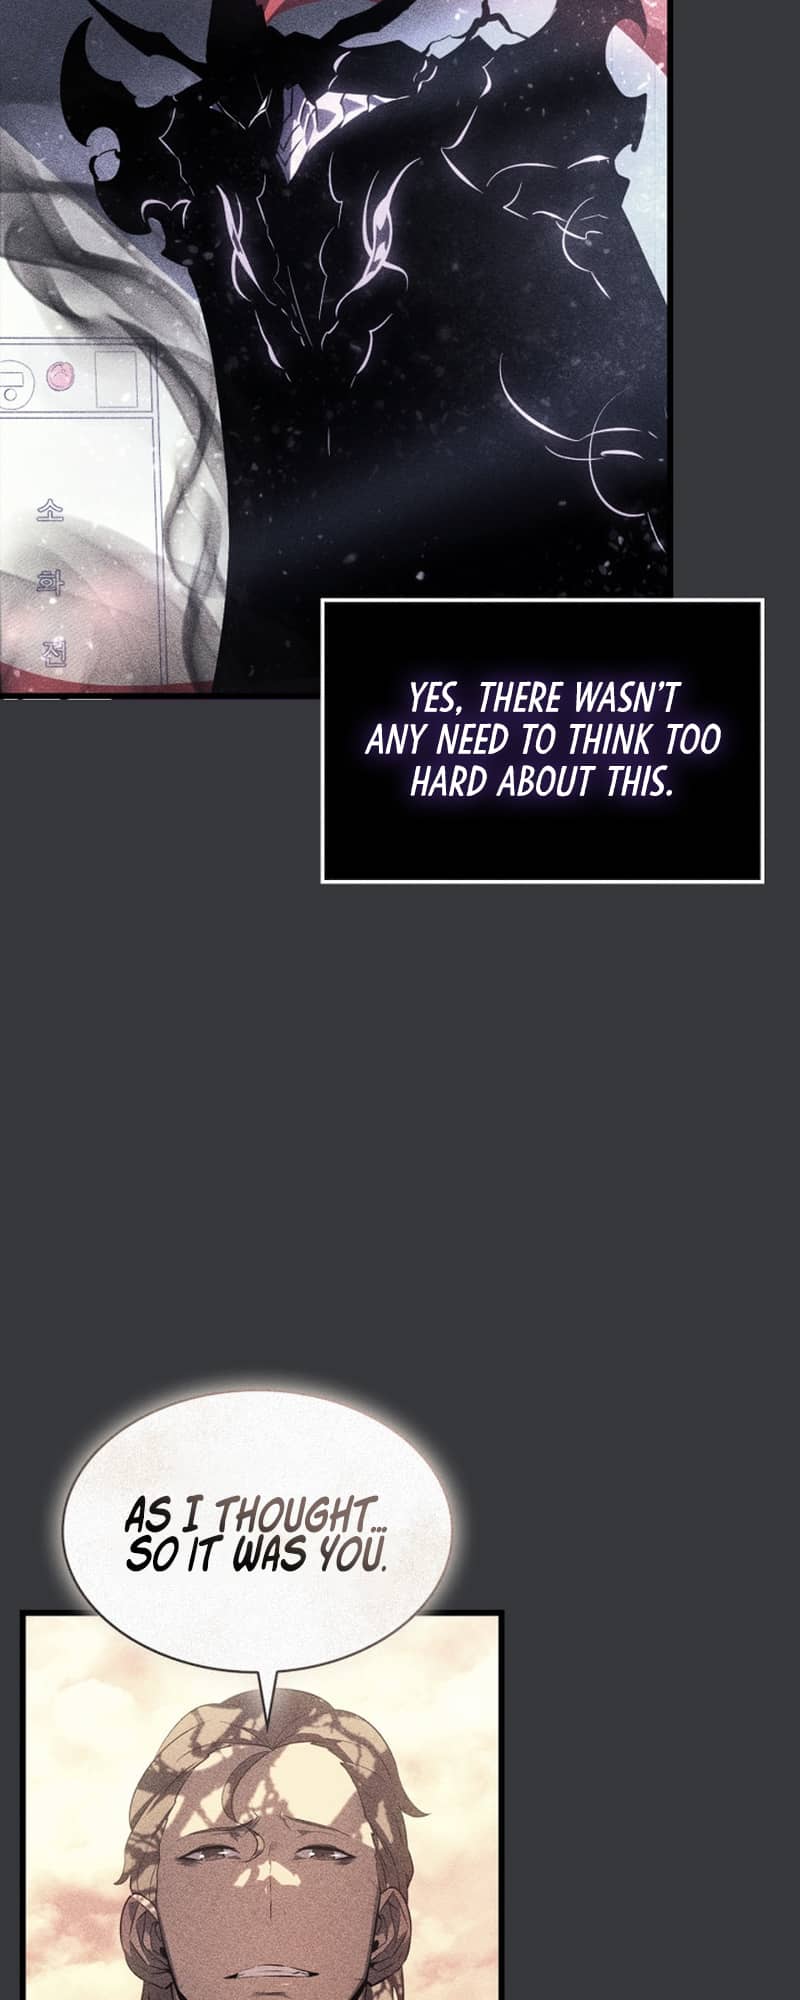 소
화
전
YES, THERE WASN'T
ANY NEED TO THINK TOO
HARD ABOUT THIS.
AS I THOUGHT...
SO IT WAS YOU.